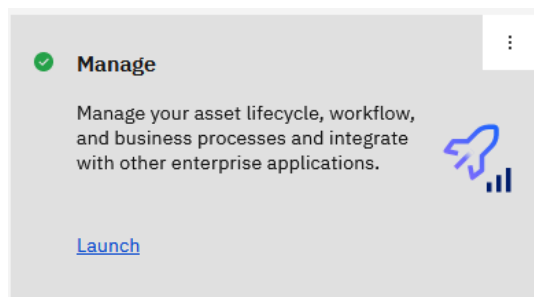 Manage
Manage your asset lifecycle, workflow,
and business processes and integrate
with other enterprise applications.
Launch